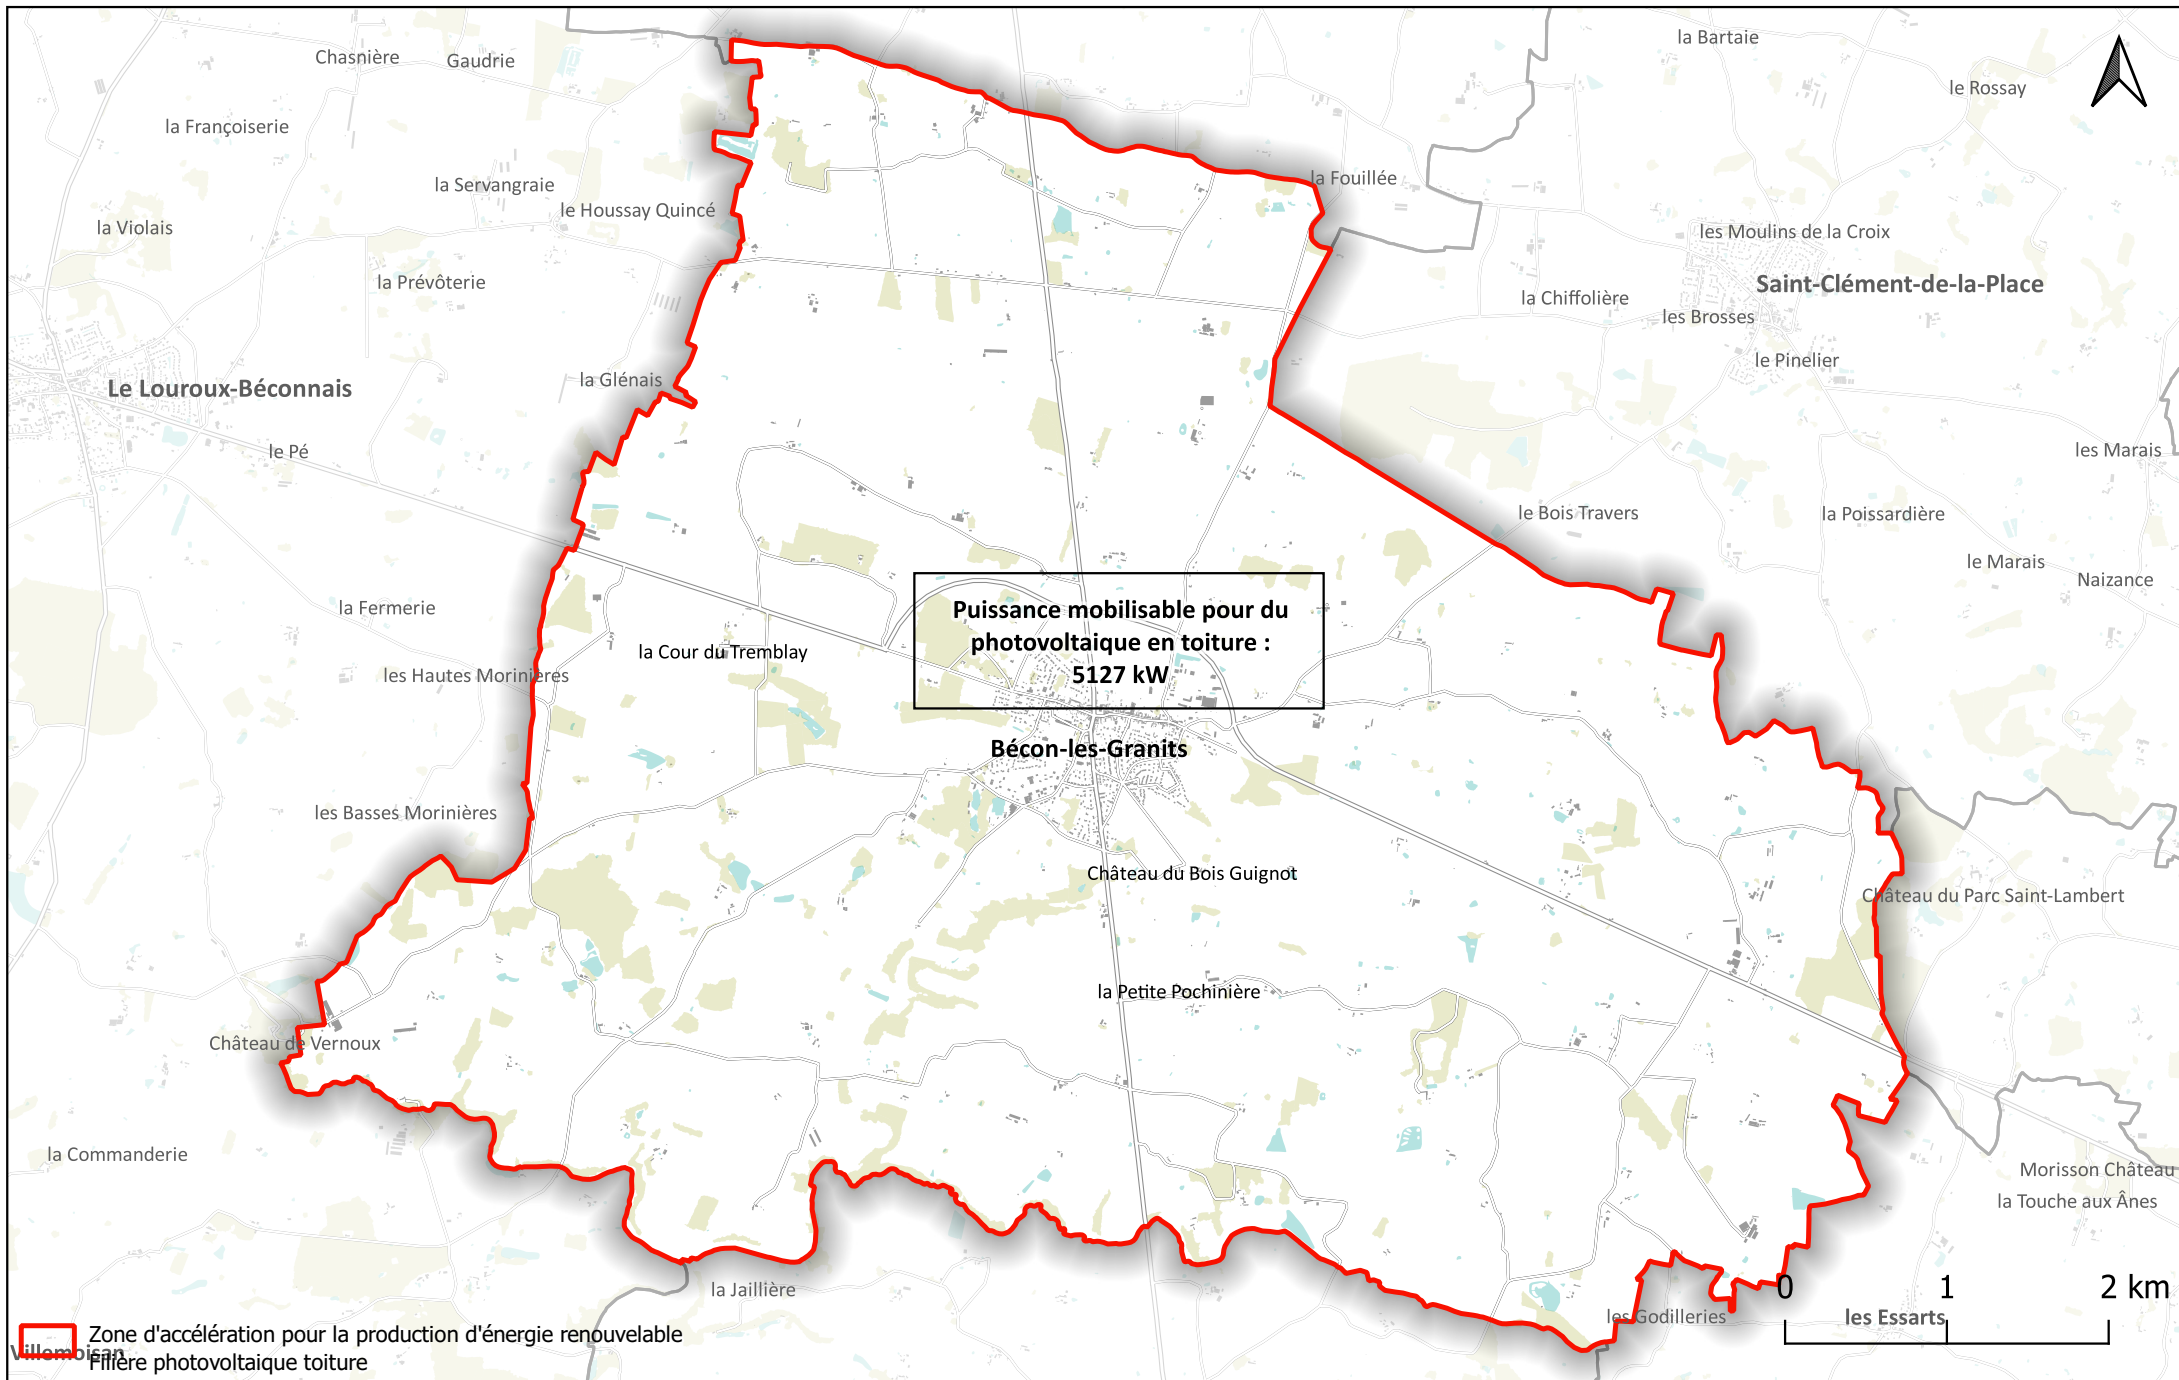 la Bartaie
Chasnière
Gaudrie
le Rossay
la Françoiserie
la Fouillée
la Servangraie
le Houssay Quincé
la Violais
les Moulins de la Croix
la Prévôterie
Saint-Clément-de-la-Place
la Chiffolière
les Brosses
le Pinelier
la Glénais
Le Louroux-Béconnais
le Pé
les Marais
le Bois Travers
la Poissardière
le Marais
Naizance
la Fermerie
Puissance mobilisable pour du
photovoltaique en toiture :
5127 kW
la Cour du Tremblay
les Hautes Morinières
Bécon-les-Granits
les Basses Morinières
Château du Bois Guignot
Château du Parc Saint-Lambert
la Petite Pochinière
Château de Vernoux
la Commanderie
Morisson Château
la Touche aux Ânes
la Jaillière
0 1 2 km
les Godilleries
les Essarts
Zone d'accélération pour la production d'énergie renouvelable
Villemoisan
Filière photovoltaique toiture